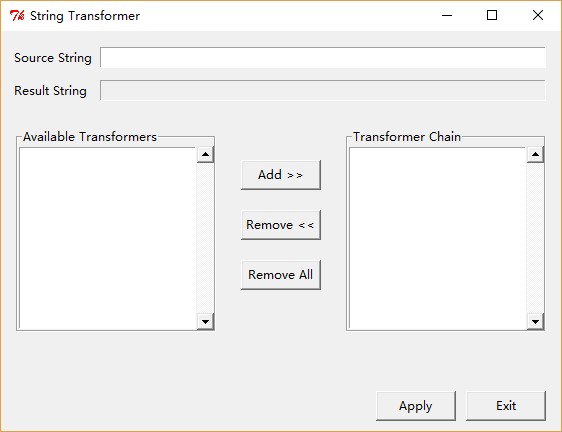 String Transformer
Source String
Result String
Available Transformers
Transformer Chain
Add >>
Remove <<
Remove All
Apply
Exit